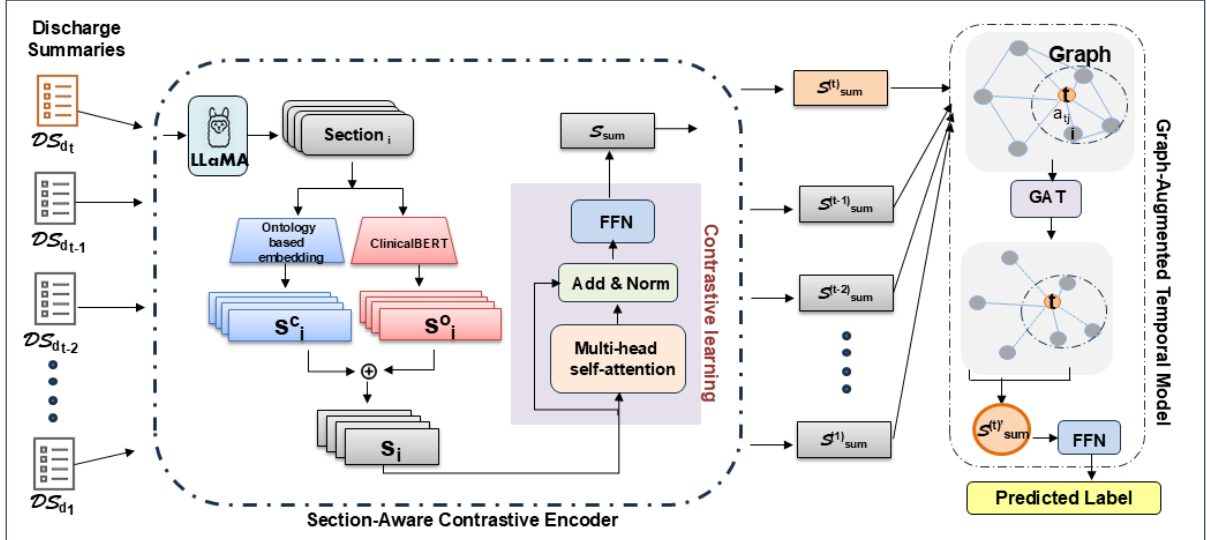 Discharge
Summaries
DS_dt
DS_dt-1
DS_dt-2
DS_d1
LLaMA
Section i
Ontology
based
embedding
ClinicalBERT
s^c_i
s^o_i
⊕
s_i
S_sum
FFN
Add & Norm
Multi-head
self-attention
Contrastive learning
Section-Aware Contrastive Encoder
S^(t)_sum
S^(t-1)_sum
S^(t-2)_sum
S^(1)_sum
Graph
t
a_tj
i
GAT
t
S^(t)'_sum
FFN
Predicted Label
Graph-Augmented Temporal Model